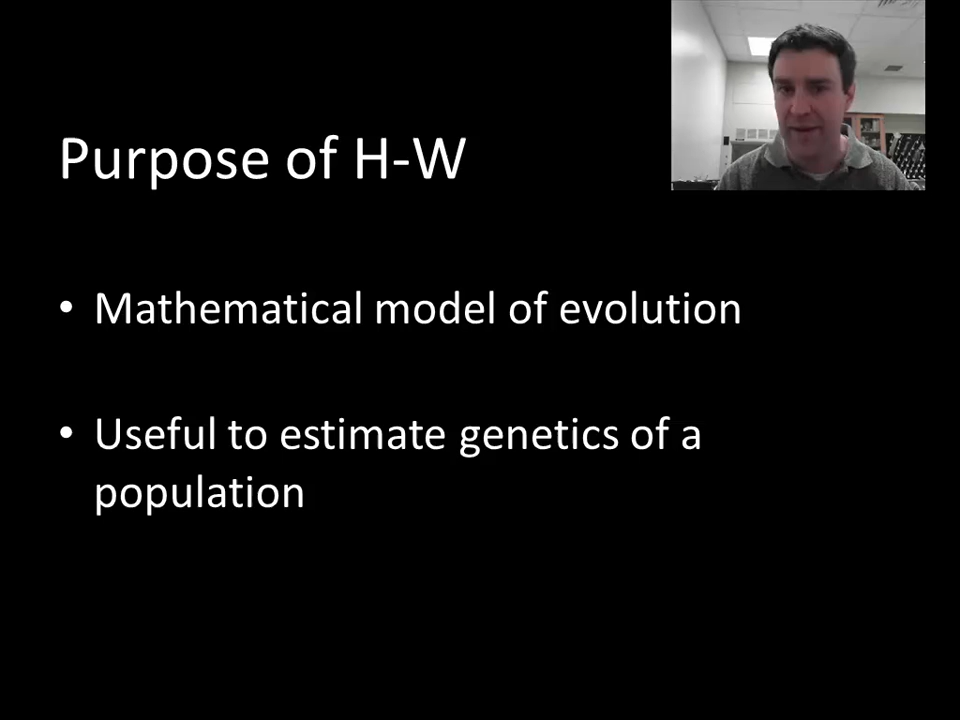 Purpose of H-W
• Mathematical model of evolution
• Useful to estimate genetics of a
population